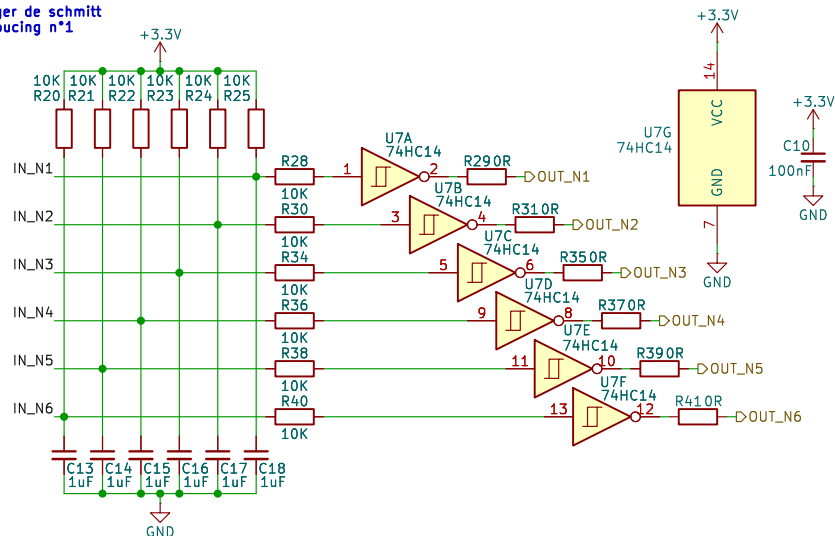 ger de schmitt
oucing n°1
+3.3V
10K 10K 10K 10K 10K 10K
R20 R21 R22 R23 R24 R25
IN_N1
R28
10K
1
U7A
74HC14
2
R29 0R
OUT_N1
IN_N2
R30
10K
3
U7B
74HC14
4
R31 0R
OUT_N2
IN_N3
R34
10K
5
U7C
74HC14
6
R35 0R
OUT_N3
IN_N4
R36
10K
9
U7D
74HC14
8
R37 0R
OUT_N4
IN_N5
R38
10K
11
U7E
74HC14
10
R39 0R
OUT_N5
IN_N6
R40
10K
13
U7F
74HC14
12
R41 0R
OUT_N6
C13 C14 C15 C16 C17 C18
1uF 1uF 1uF 1uF 1uF 1uF
GND
+3.3V
14
VCC
U7G
74HC14
GND
7
GND
+3.3V
C10
100nF
GND